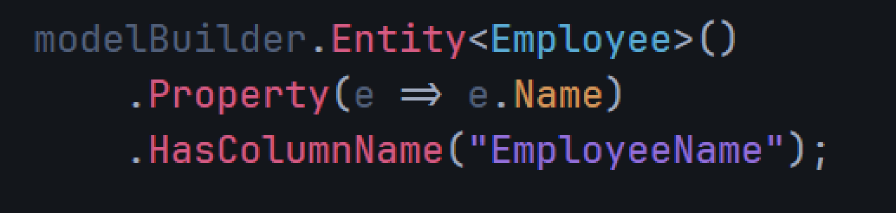 modelBuilder.Entity<Employee>()
.Property(e => e.Name)
.HasColumnName("EmployeeName");